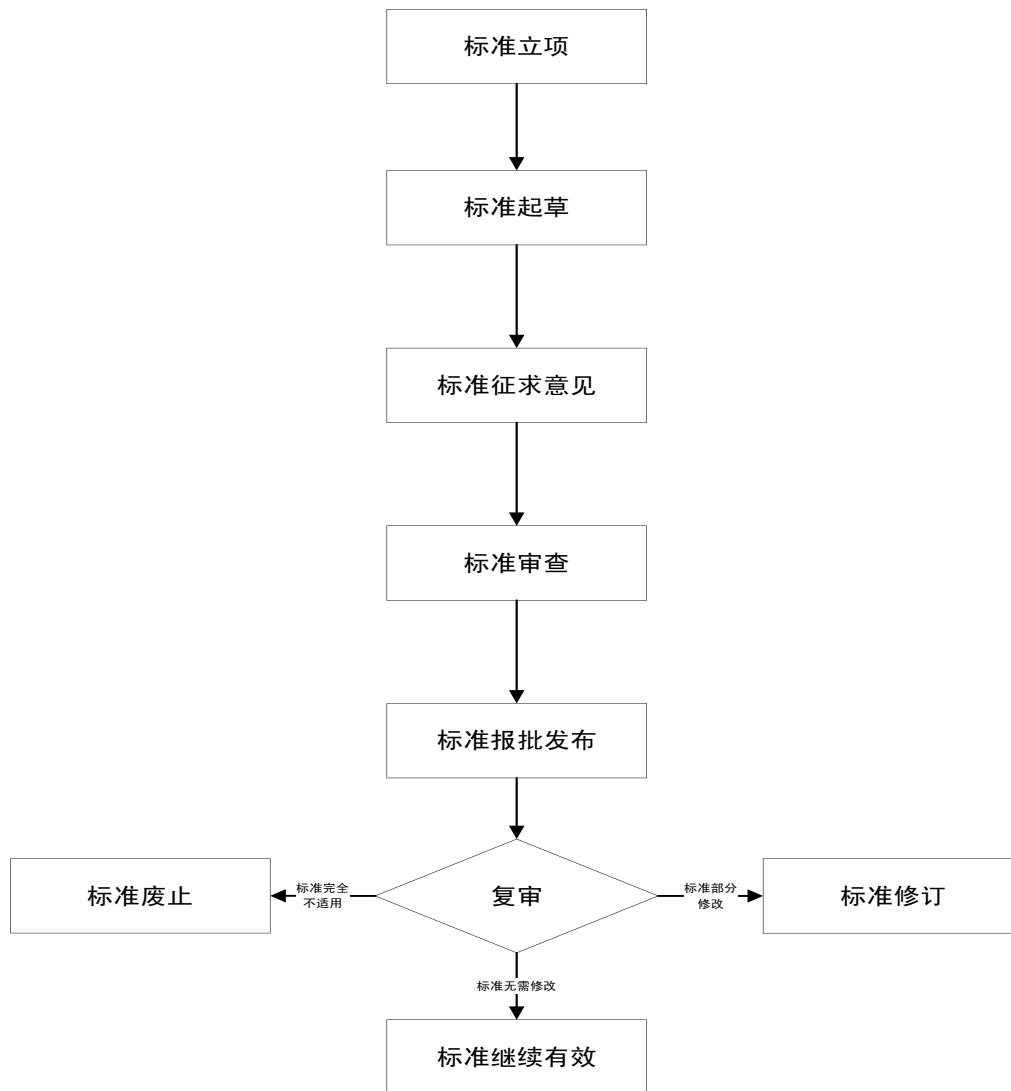 标准立项
标准起草
标准征求意见
标准审查
标准报批发布
标准废止
标准完全
不适用
复审
标准部分
修改
标准修订
标准无需修改
标准继续有效